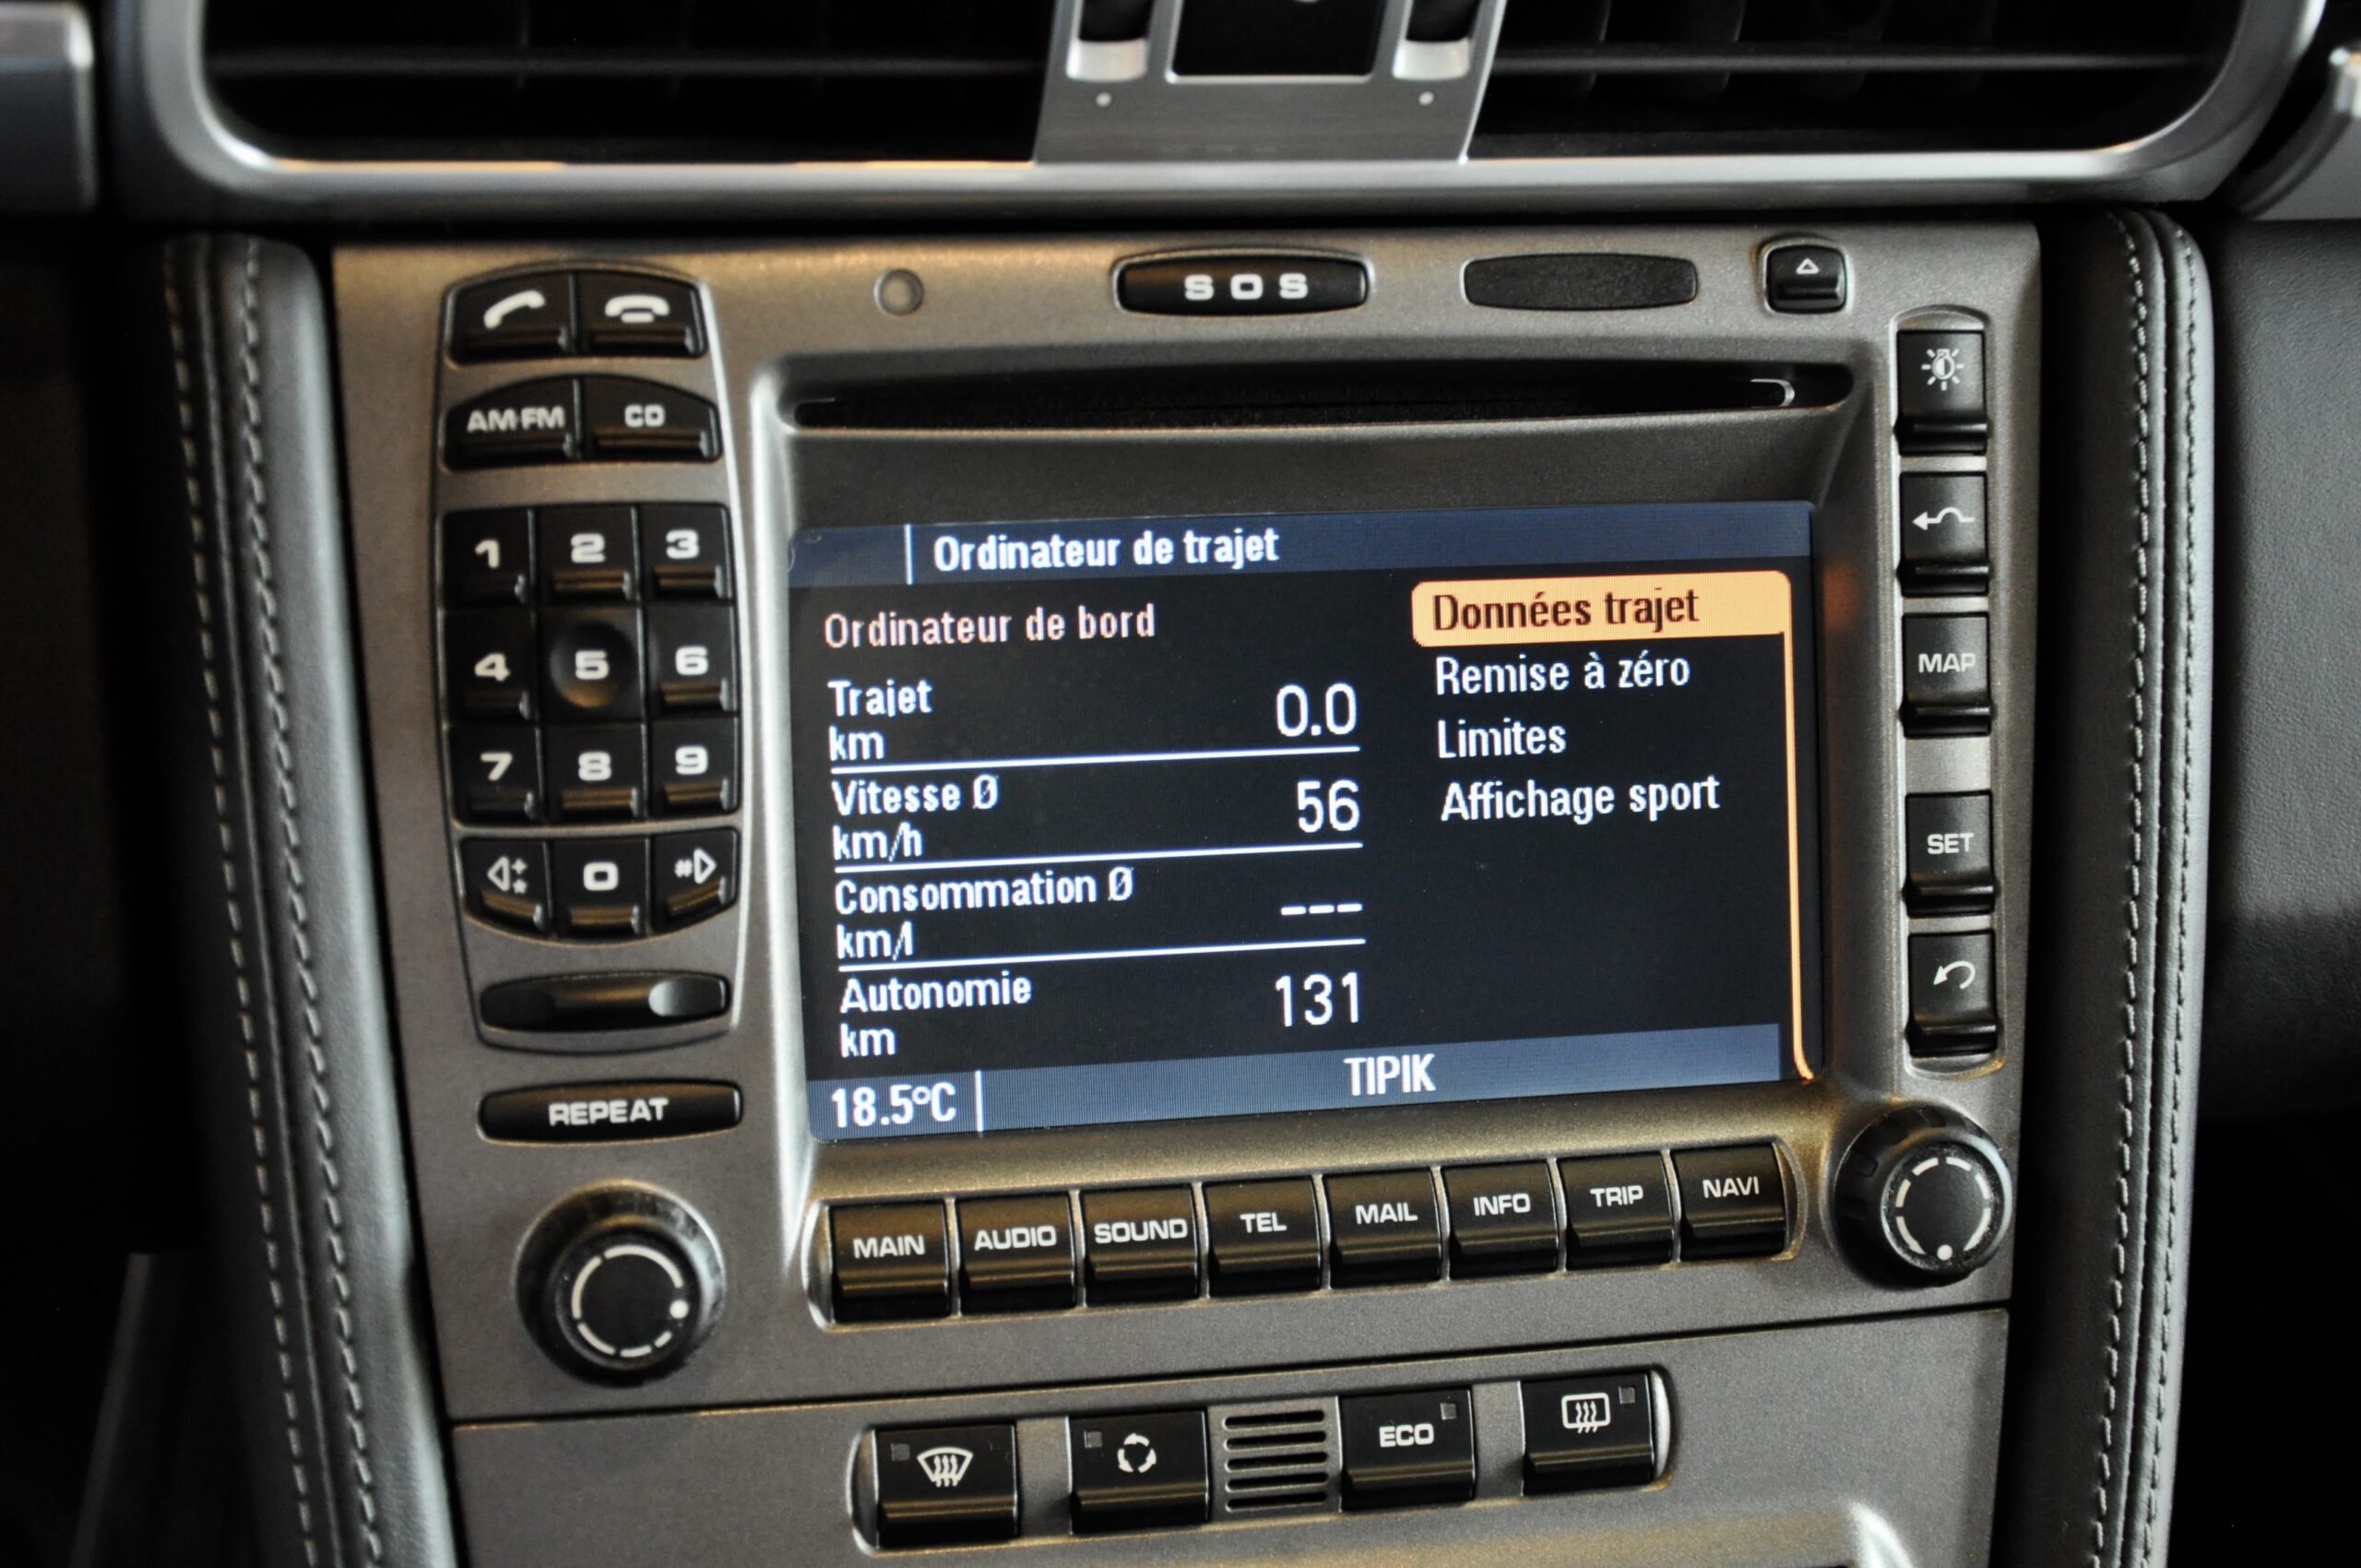 SOS
AM·FM CD
1 2 3
4 5 6
7 8 9
* 0 #
REPEAT
Ordinateur de trajet
Ordinateur de bord
Trajet
km
0.0
Vitesse Ø
km/h
56
Consommation Ø
km/l
---
Autonomie
km
131
Données trajet
Remise à zéro
Limites
Affichage sport
18.5°C
TIPIK
MAP
SET
MAIN AUDIO SOUND TEL MAIL INFO TRIP NAVI
ECO